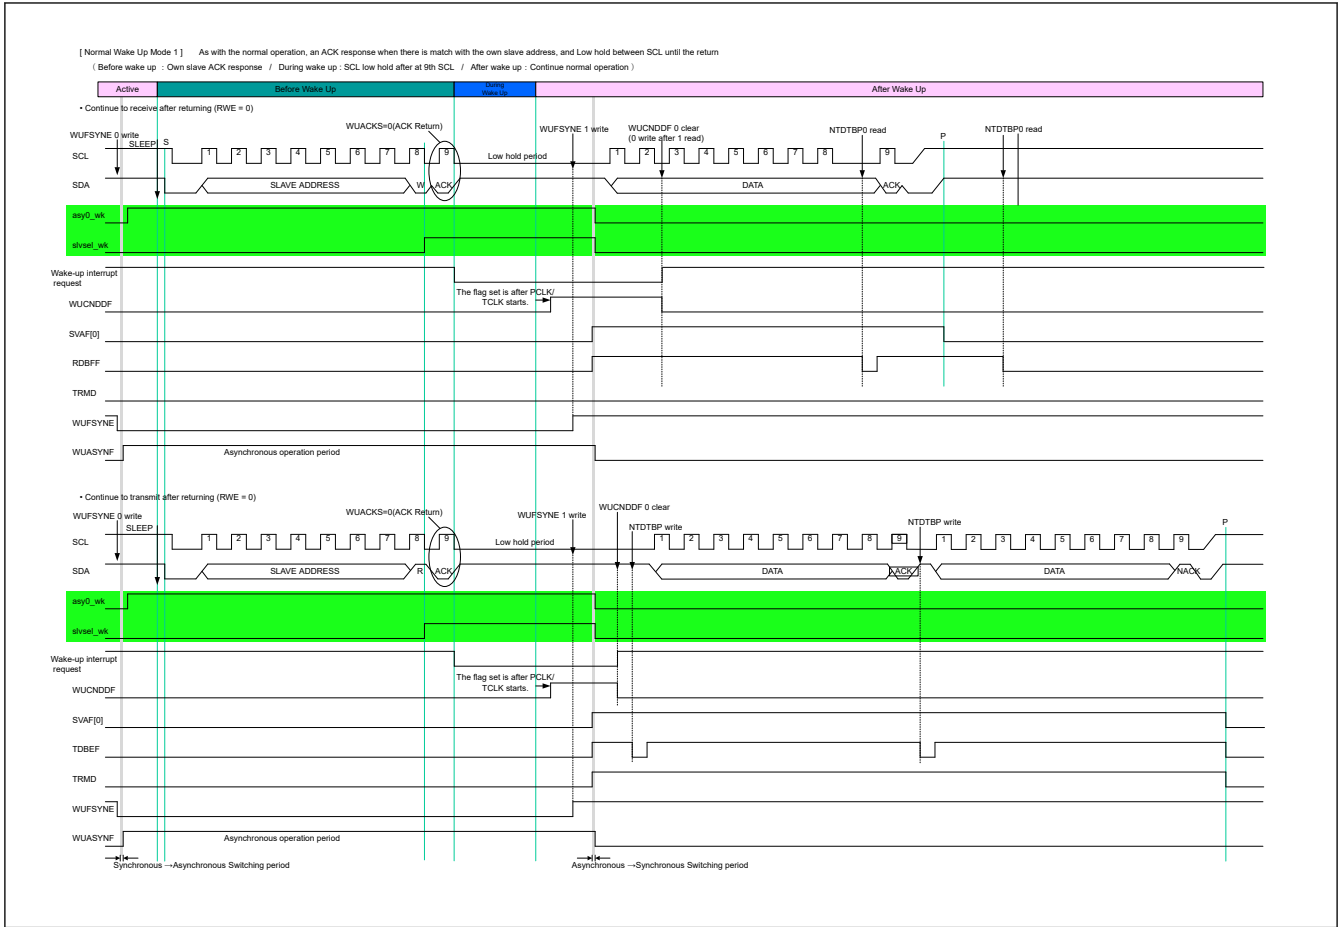 [ Normal Wake Up Mode 1 ] As with the normal operation, an ACK response when there is match with the own slave address, and Low hold between SCL until the return
( Before wake up : Own slave ACK response / During wake up : SCL low hold after at 9th SCL / After wake up : Continue normal operation )
Active Before Wake Up During After Wake Up
Wake Up
• Continue to receive after returning (RWE = 0)
WUACKS=0(ACK Return) WUFSYNE 1 write WUCNDDF 0 clear NTDTBP0 read P NTDTBP0 read
WUFSYNE 0 write (0 write after 1 read)
SLEEP S
SCL 1 2 3 4 5 6 7 8 9 Low hold period 1 2 3 4 5 6 7 8 9
SDA SLAVE ADDRESS W ACK DATA ACK
asy0_wk
slvsel_wk
Wake-up interrupt
request
The flag set is after PCLK/
WUCNDDF TCLK starts.
SVAF[0]
RDBFF
TRMD
WUFSYNE
WUASYNF Asynchronous operation period
• Continue to transmit after returning (RWE = 0)
WUFSYNE 0 write WUACKS=0(ACK Return) WUFSYNE 1 write WUCNDDF 0 clear
SLEEP NTDTBP write NTDTBP write P
SCL 1 2 3 4 5 6 7 8 9 Low hold period 1 2 3 4 5 6 7 8 9 1 2 3 4 5 6 7 8 9
SDA SLAVE ADDRESS R ACK DATA ACK DATA NACK
asy0_wk
slvsel_wk
Wake-up interrupt
request
The flag set is after PCLK/
WUCNDDF TCLK starts.
SVAF[0]
TDBEF
TRMD
WUFSYNE
WUASYNF Asynchronous operation period
Synchronous →Asynchronous Switching period Asynchronous →Synchronous Switching period